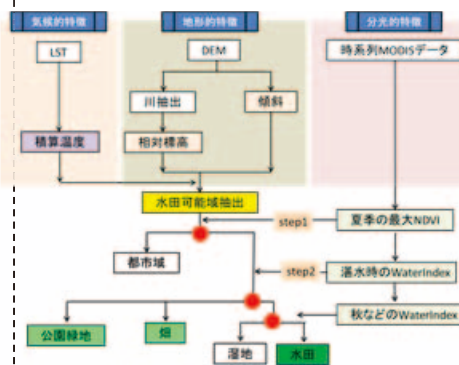 気候的特徴
地形的特徴
分光的特徴
LST
DEM
時系列MODISデータ
川抽出
傾斜
積算温度
相対標高
水田可能域抽出
step1
夏季の最大NDVI
都市域
step2
湛水時のWaterIndex
秋などのWaterIndex
公園緑地
畑
湿地
水田